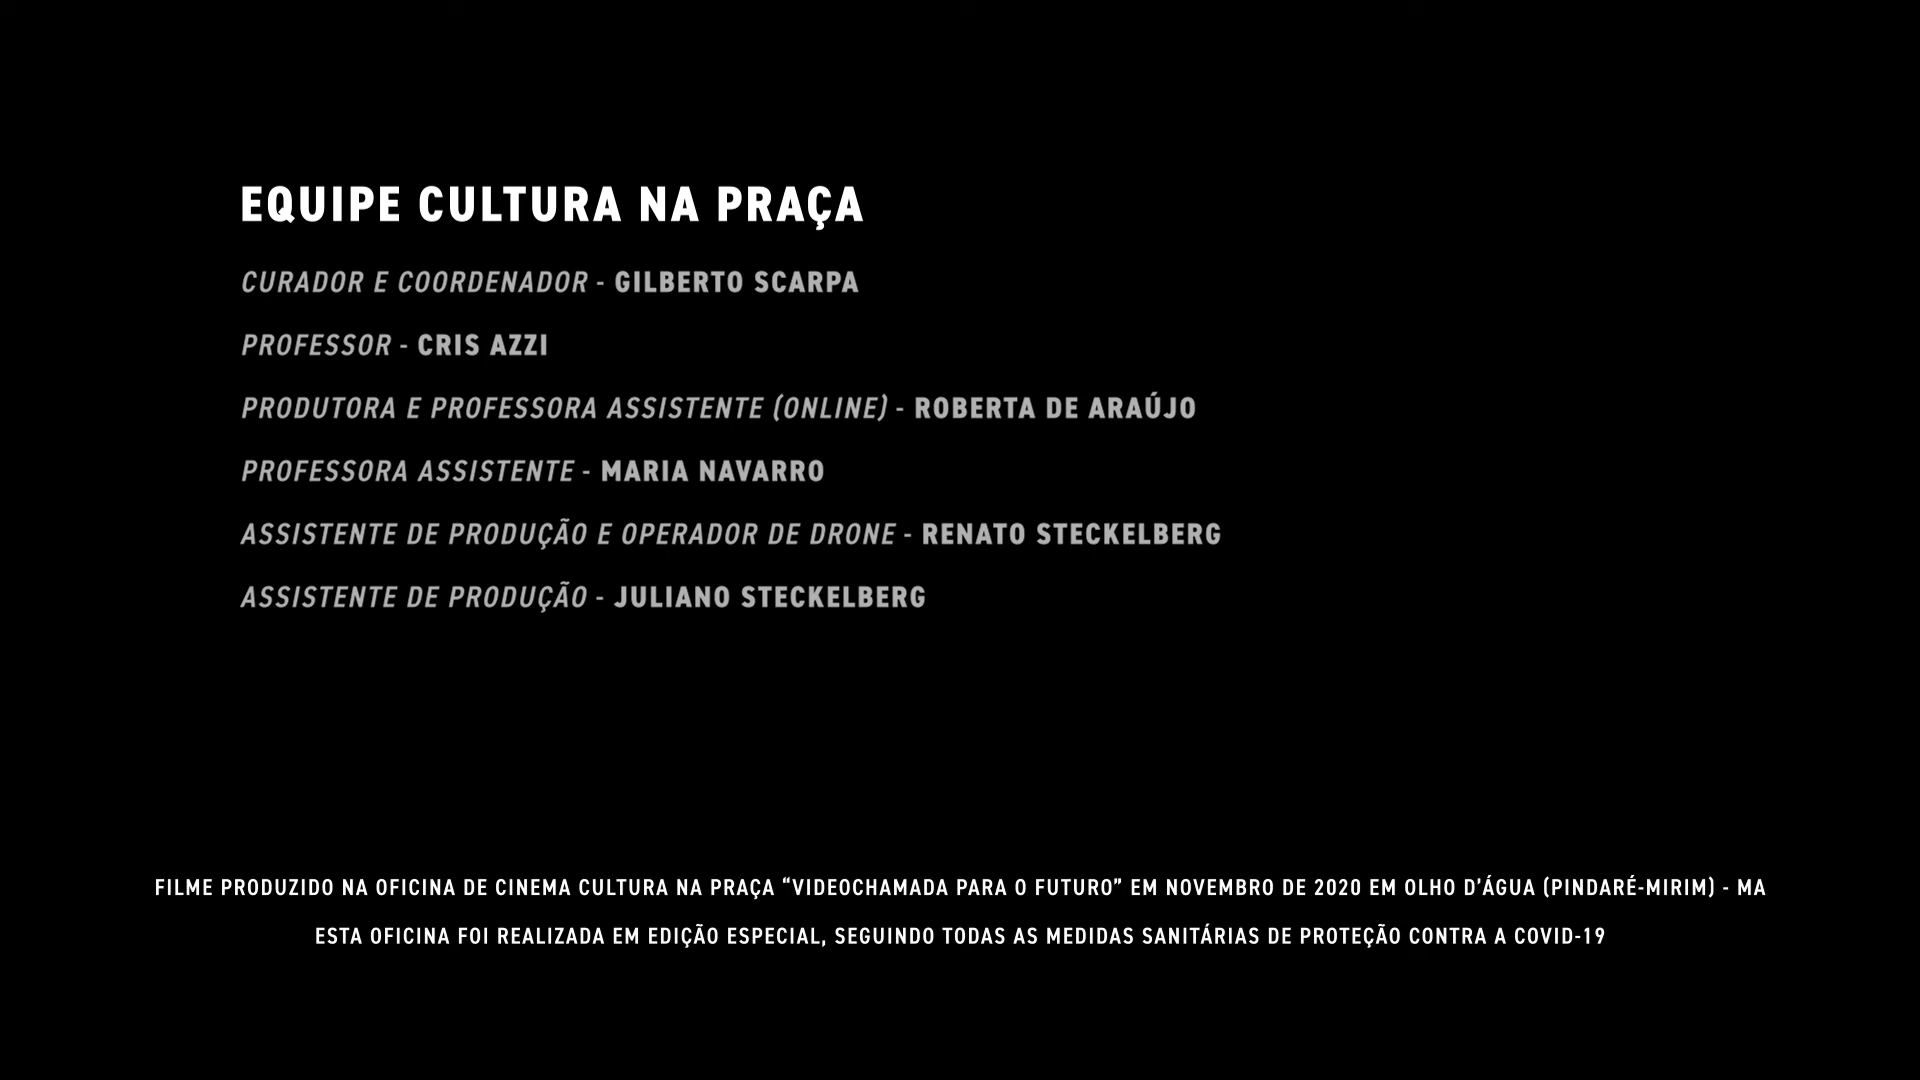 EQUIPE CULTURA NA PRAÇA
CURADOR E COORDENADOR - GILBERTO SCARPA
PROFESSOR - CRIS AZZI
PRODUTORA E PROFESSORA ASSISTENTE (ONLINE) - ROBERTA DE ARAÚJO
PROFESSORA ASSISTENTE - MARIA NAVARRO
ASSISTENTE DE PRODUÇÃO E OPERADOR DE DRONE - RENATO STECKELBERG
ASSISTENTE DE PRODUÇÃO - JULIANO STECKELBERG
FILME PRODUZIDO NA OFICINA DE CINEMA CULTURA NA PRAÇA “VIDEOCHAMADA PARA O FUTURO” EM NOVEMBRO DE 2020 EM OLHO D’ÁGUA (PINDARÉ-MIRIM) - MA
ESTA OFICINA FOI REALIZADA EM EDIÇÃO ESPECIAL, SEGUINDO TODAS AS MEDIDAS SANITÁRIAS DE PROTEÇÃO CONTRA A COVID-19